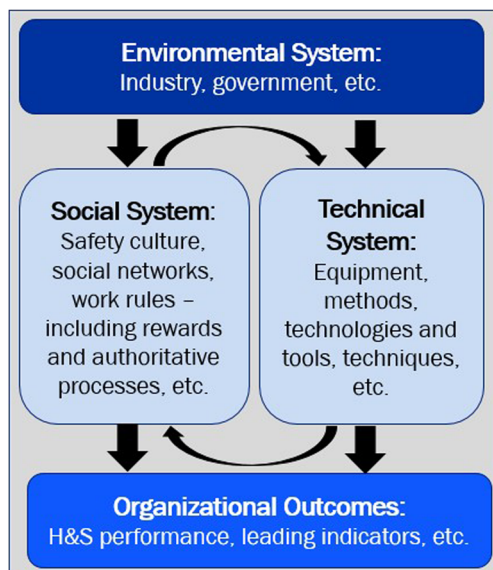 Environmental System:
Industry, government, etc.
Social System:
Safety culture,
social networks,
work rules –
including rewards
and authoritative
processes, etc.
Technical
System:
Equipment,
methods,
technologies and
tools, techniques,
etc.
Organizational Outcomes:
H&S performance, leading indicators, etc.